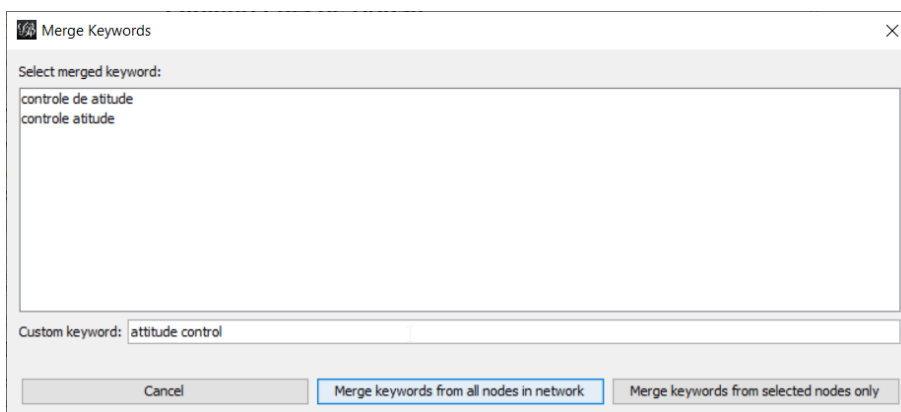 Merge Keywords
Select merged keyword:
controle de atitude
controle atitude
Custom keyword: attitude control
Cancel Merge keywords from all nodes in network Merge keywords from selected nodes only